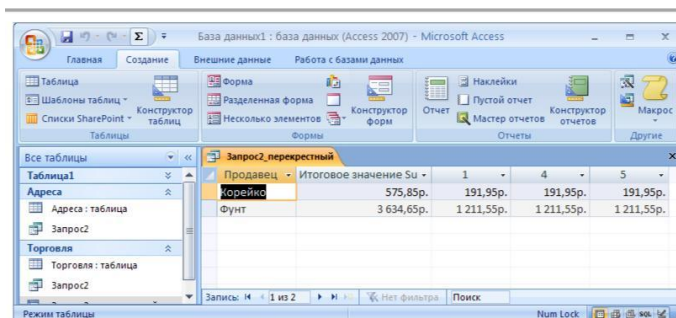 База данных1 : база данных (Access 2007) - Microsoft Access
Главная Создание Внешние данные Работа с базами данных
Таблица
Шаблоны таблиц
Списки SharePoint
Конструктор таблиц
Таблицы
Форма
Разделенная форма
Несколько элементов
Конструктор форм
Формы
Отчет
Наклейки
Пустой отчет
Мастер отчетов
Конструктор отчетов
Отчеты
Макрос
Другие
Все таблицы
Таблица1
Адреса
Адреса : таблица
Запрос2
Торговля
Торговля : таблица
Запрос2
Запрос2_перекрестный
Продавец Итоговое значение Su 1 4 5
Корейко 575,85р. 191,95р. 191,95р. 191,95р.
Фунт 3 634,65р. 1 211,55р. 1 211,55р. 1 211,55р.
Запись: 1 из 2 Нет фильтра Поиск
Режим таблицы Num Lock SQL